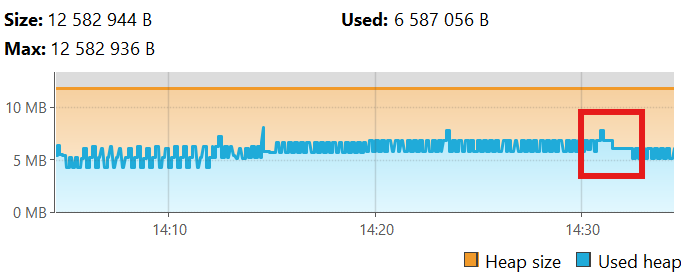 Size: 12 582 944 B Used: 6 587 056 B
Max: 12 582 936 B
10 MB
5 MB
0 MB
14:10 14:20 14:30
Heap size Used heap